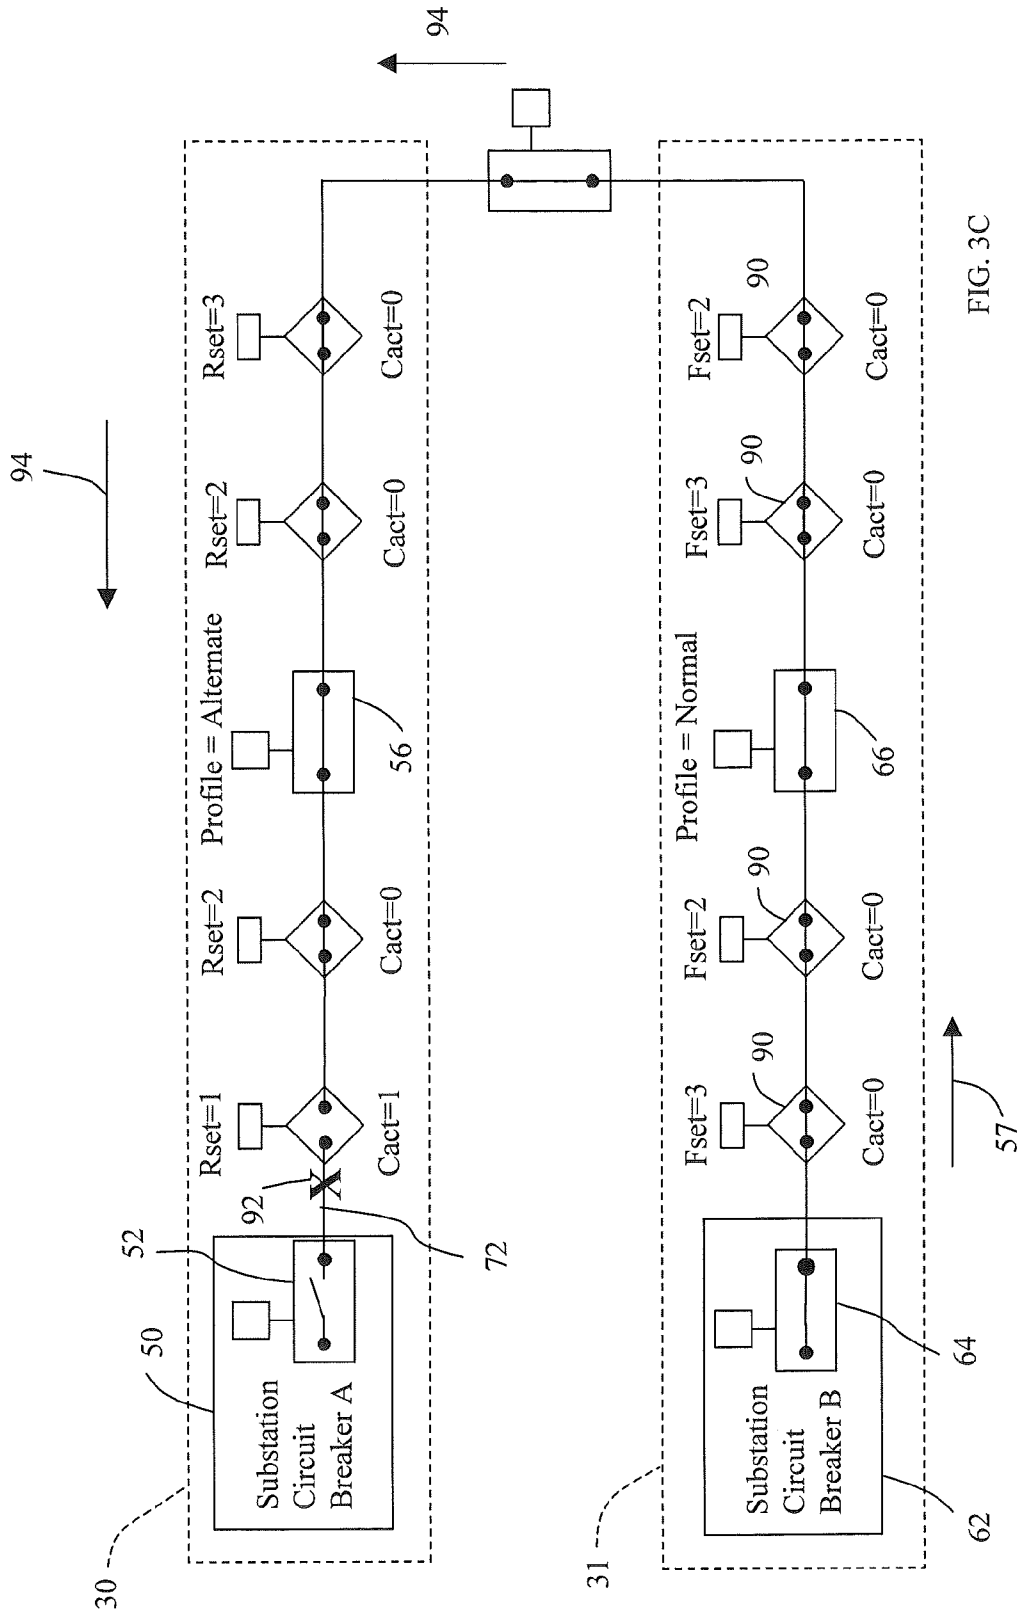 94
94
30
50
52
92
72
Substation
Circuit
Breaker A
Rset=1
Cact=1
Rset=2
Cact=0
Profile = Alternate
56
Rset=2
Cact=0
Rset=3
Cact=0
31
62
64
Substation
Circuit
Breaker B
Fset=3
90
Cact=0
57
Fset=2
90
Cact=0
Profile = Normal
66
Fset=3
90
Cact=0
Fset=2
90
Cact=0
X
FIG. 3C